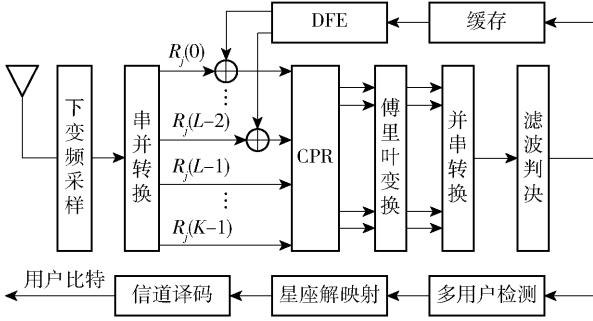 DFE
缓存
R_j(0)
下变频采样
串并转换
R_j(L−2)
R_j(L−1)
R_j(K−1)
CPR
傅里叶变换
并串转换
滤波判决
用户比特
信道译码
星座解映射
多用户检测